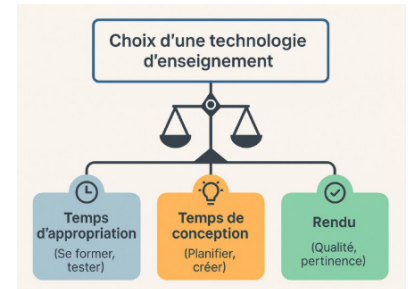 Choix d'une technologie
d'enseignement
Temps
d'appropriation
(Se former,
tester)
Temps de
conception
(Planifier,
créer)
Rendu
(Qualité,
pertinence)